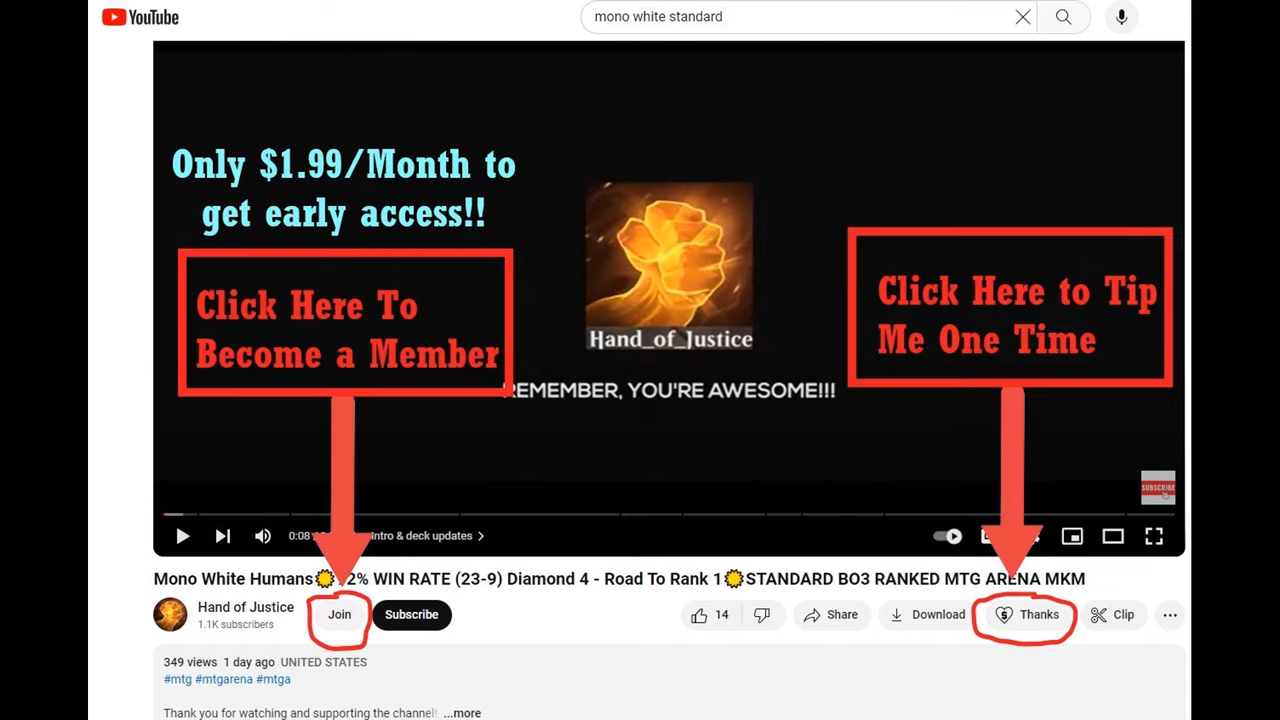 YouTube
mono white standard
Only $1.99/Month to
get early access!!
Click Here To
Become a Member
Click Here to Tip
Me One Time
Hand_of_Justice
REMEMBER, YOU'RE AWESOME!!!
SUBSCRIBE
0:08
Intro & deck updates
Mono White Humans 2% WIN RATE (23-9) Diamond 4 - Road To Rank 1 STANDARD BO3 RANKED MTG ARENA MKM
Hand of Justice
1.1K subscribers
Join
Subscribe
14
Share
Download
Thanks
Clip
349 views 1 day ago UNITED STATES
#mtg #mtgarena #mtga
Thank you for watching and supporting the channel! ...more